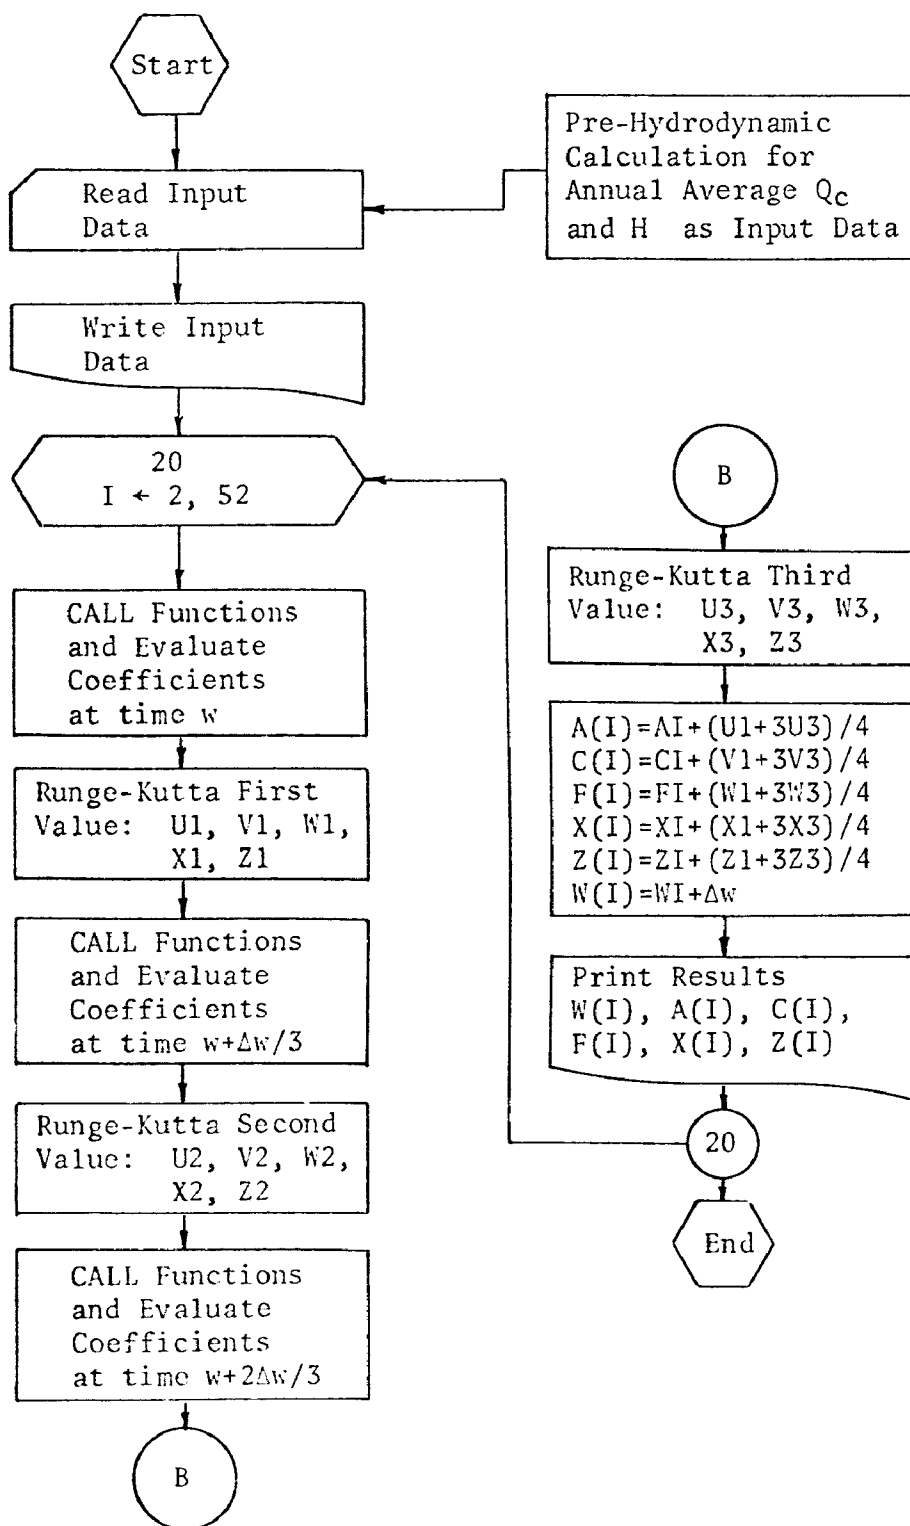 Start
Pre-Hydrodynamic
Calculation for
Annual Average Qc
and H as Input Data
Read Input
Data
Write Input
Data
20
I ← 2, 52
CALL Functions
and Evaluate
Coefficients
at time w
Runge-Kutta First
Value: U1, V1, W1,
X1, Z1
CALL Functions
and Evaluate
Coefficients
at time w+Δw/3
Runge-Kutta Second
Value: U2, V2, W2,
X2, Z2
CALL Functions
and Evaluate
Coefficients
at time w+2Δw/3
B
B
Runge-Kutta Third
Value: U3, V3, W3,
X3, Z3
A(I)=AI+(U1+3U3)/4
C(I)=CI+(V1+3V3)/4
F(I)=FI+(W1+3W3)/4
X(I)=XI+(X1+3X3)/4
Z(I)=ZI+(Z1+3Z3)/4
W(I)=WI+Δw
Print Results
W(I), A(I), C(I),
F(I), X(I), Z(I)
20
End